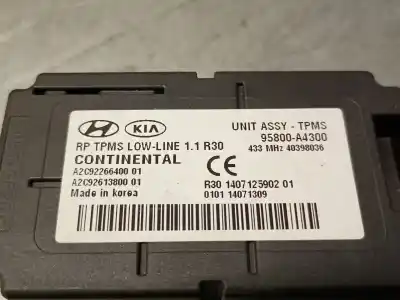 KIA
UNIT ASSY - TPMS
RP TPMS LOW-LINE 1.1 R30
95800-A4300
CONTINENTAL
433 MHz 40398036
A2C92266400 01
CE
A2C92613800 01
R30 1407125902 01
Made in korea
0101 14071309